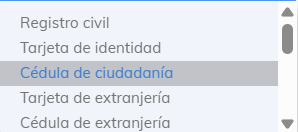 Registro civil
Tarjeta de identidad
Cédula de ciudadanía
Tarjeta de extranjería
Cédula de extranjería